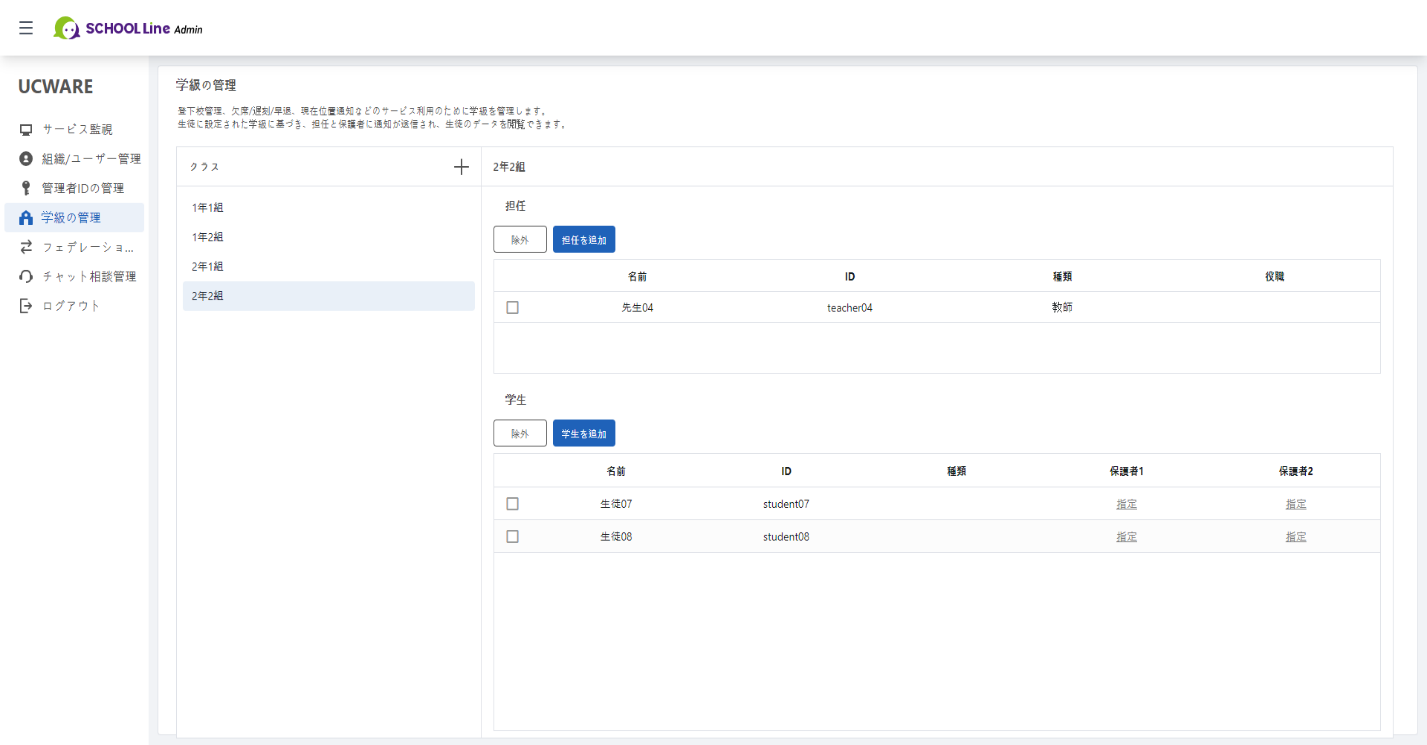 SCHOOL Line Admin
UCWARE
サービス監視
組織/ユーザー管理
管理者IDの管理
学級の管理
フェデレーショ...
チャット相談管理
ログアウト
学級の管理
登下校管理、欠席/遅刻/早退、現在位置通知などのサービス利用のために学級を管理します。
生徒に設定された学級に基づき、担任と保護者に通知が送信され、生徒のデータを閲覧できます。
クラス
1年1組
1年2組
2年1組
2年2組
2年2組
担任
除外 担任を追加
名前 ID 種類 役職
先生04 teacher04 教師
学生
除外 学生を追加
名前 ID 種類 保護者1 保護者2
生徒07 student07 指定 指定
生徒08 student08 指定 指定